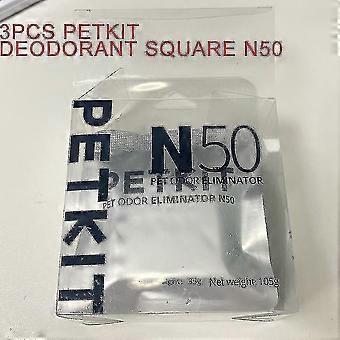 3PCS PETKIT
DEODORANT SQUARE N50
PETKIT
N50
PETKIT
PET ODOR ELIMINATOR
PET ODOR ELIMINATOR N50
Net weight: 105g